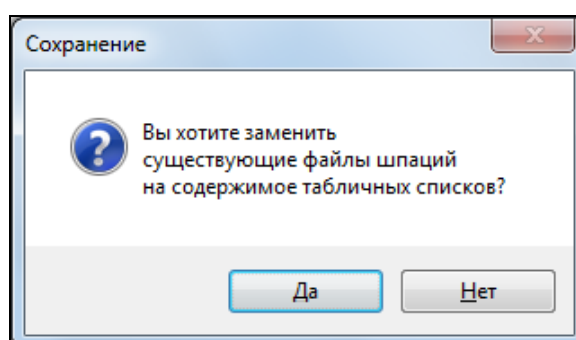 Сохранение
Вы хотите заменить
существующие файлы шпаций
на содержимое табличных списков?
Да
Нет